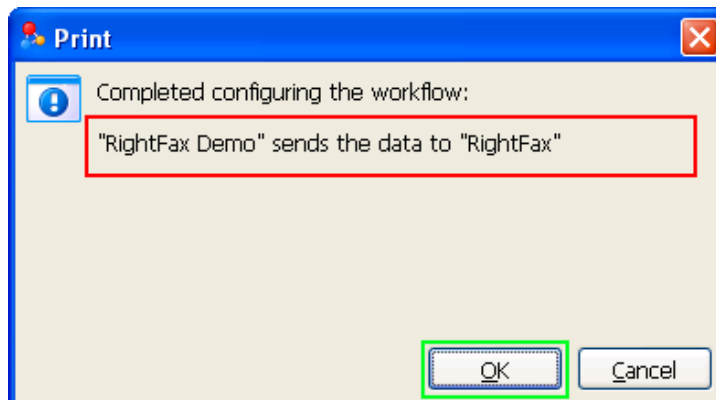 Print
Completed configuring the workflow:
"RightFax Demo" sends the data to "RightFax"
OK
Cancel